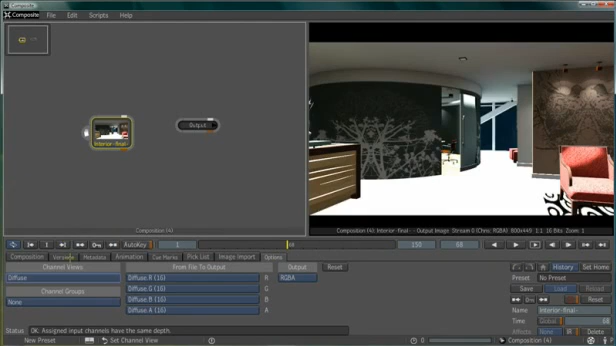 Composite
Composite File Edit Scripts Help
Interior-final-
Output
Composition (4)
Composition (4): Interior-final- - Output Image Stream G (Chns: RGBA) 800x449 1:1 16 Bits Zoom: 1
AutoKey 1 68 150 68
Composition Versions Metadata Animation Cue Marks Pick List Image Import Options
Channel Views From File To Output Output Reset History Set Home
Diffuse Diffuse.R (16) R RGBA Preset No Preset
Channel Groups Diffuse.G (16) G Save Load Reload
None Diffuse.B (16) B Reset
Diffuse.A (16) A Name Interior-final-
Time Global 68
Status OK: Assigned input channels have the same depth. Affects None Delete
New Preset Set Channel View 0 Composition (4)